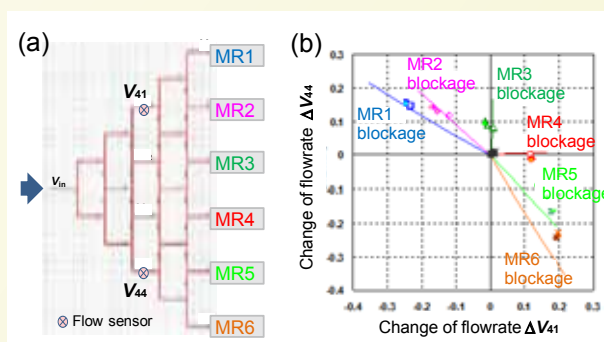 (a)
MR1
V41
MR2
MR3
Vin
MR4
V44
MR5
⊗ Flow sensor
MR6
(b)
Change of flowrate ΔV44
0.3
0.2
0.1
0
-0.1
-0.2
-0.3
-0.4
MR2
blockage
MR3
blockage
MR1
blockage
MR4
blockage
MR5
blockage
MR6
blockage
-0.4 -0.2 -0.1 0 0.1 0.2 0.3
Change of flowrate ΔV41